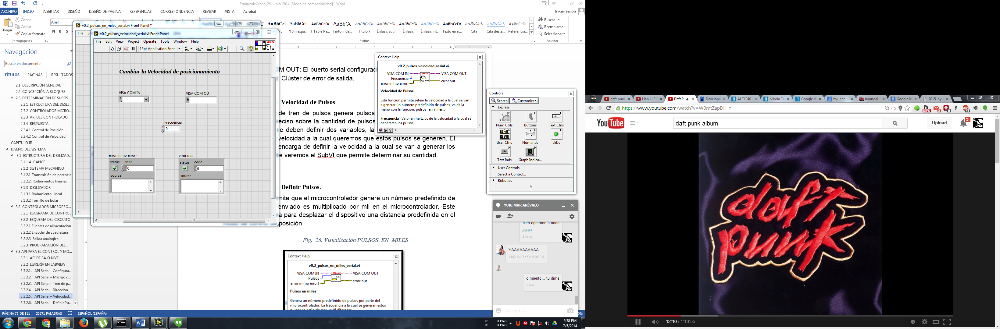 TrabajodeGrado_26-Junio-2014 [Modo de compatibilidad] - Word
ARCHIVO INICIO INSERTAR DISEÑO DISEÑO DE PÁGINA REFERENCIAS CORRESPONDENCIA REVISAR VISTA Acrobat
Iniciar sesión
Pegar
Cortar
Copiar
Copiar formato
Portapapeles
Arial
N K S
¶ Sin espa...
¶ Table Pa...
Texto inde...
Título 7
Énfasis sutil
Énfasis
Énfasis int...
Texto en n...
Cita
Cita desta...
Referencia...
Estilos
Buscar
Reemplazar
Seleccionar
Edición
Navegación
Buscar en documento
TÍTULOS PÁGINAS RESULTADOS
2.1 DESCRIPCIÓN GENERAL
2.2 CONCEPCIÓN A BLOQUES
2.3 DETERMINACIÓN DE SUBSIS...
2.3.1 ESTRUCTURA DEL DESLI...
2.3.2 CONTROLADOR MICRO...
2.3.3 API DEL CONTROLADO...
2.3.4 RESPUESTA
2.3.4.1 Control de Posición
2.3.4.2 Control de Velocidad
CAPITULO III
DISEÑO DEL SISTEMA
3.1 ESTRUCTURA DEL DESLIZAD...
3.1.1 ALCANCE
3.1.2 SISTEMA MECÁNICO
3.1.2.1 Transmisión de potencia
3.1.2.2. Rodamientos lineales
3.1.3 DESLIZADOR
3.1.3.1 Rodamiento Lineal.-
3.1.3.2 Tornillo de bolas
3.2 CONTROLADOR MICROPRO...
3.2.1 DIAGRAMA DE CONTROL
3.2.2 ESQUEMA DEL CIRCUITO
3.2.2.1 Fuentes de alimentación
3.2.2.2 Encoder de cuadratura
3.2.2.3 Salida analógica
3.2.3 PROGRAMACIÓN DEL...
3.3 API PARA EL CONTROL Y MO...
3.3.1 API DE BAJO NIVEL
3.3.2 LIBRERÍA EN LABVIEW
3.3.2.1. API Serial - Configura...
3.3.2.2. API Serial – Manejo d...
3.3.2.3. API Serial - Tren de p...
3.3.2.4. API Serial - Dirección
3.3.2.5. API Serial – Velocidad...
3.3.2.6. API Serial – Definir Pu...
v0.2_pulsos_en_miles_serial.vi Front Panel *
v0.2_pulsos_velocidad_serial.vi Front Panel
File Edit View Project Operate Tools Window Help
15pt Application Font
SERIAL
POS
Cambiar la Velocidad de posicionamiento
VISA COM IN
VISA COM OUT
Frecuencia
0
error in (no error)
status code
0
source
error out
status code
0
source
M OUT: El puerto serial configurad
Clúster de error de salida.
Velocidad de Pulsos
de tren de pulsos genera pulsos
eciso sobre la cantidad de pulsos
e deben definir dos variables, la
velocidad a la cual queremos que estos pulsos se generen. El
encarga de definir la velocidad a la cual se van a generar los
e veremos el SubVI que permite determinar su cantidad.
Definir Pulsos.
mite que el microcontrolador genere un número predefinido de
enviado es multiplicado por mil en el microcontrolador. Este
a para desplazar el dispositivo una distancia predefinida en el
posición
Fig. 26. Visualización PULSOS_EN_MILES
Context Help
v0.2_pulsos_en_miles_serial.vi
VISA COM IN
Pulsos
error in (no error)
SERIAL
VISA COM OUT
error out
Pulsos en miles
Genera un número predefinido de pulsos por parte del
microcontrolador. La frecuencia a la cual se generan estos
pulsos es definido por un VI diferente
Context Help
v0.2_pulsos_velocidad_serial.vi
VISA COM IN
Frecuencia
error in (no error)
SERIAL
POS
VISA COM OUT
error out
Velocidad de Pulsos
Esta función permite setear la velocidad a la cual se van
a generar un número predefinido de pulsos, va de la
mano con la funcion: pulsos _en_miles.vi
Frecuencia Valor en hertzios de la velocidad a la cual se
generarán los pulsos.
Controls
Search Customize
Express
Num Ctrls Buttons Text Ctrls
User Ctrls Num Inds LEDs
Text Inds Graph Indica...
User Controls
Select a Control...
Robotics
YURI MAR ARÉVALO
bien agarrado o nada
jajaja
2 mins
YAAAAAAAAAA
YURI MAR • Fri, 6:35 PM
o miento... tu dime
1 min
History is off
PÁGINA 75 DE 111 20271 PALABRAS ESPAÑOL (ESPAÑA)
U: 0 kB/s
D: 0 kB/s
6:38 PM
7/5/2014
daft punk
Lian Li PC
Daft P
Developm
ALT1040
Nikola Te
Google d
hyundai
hyundai-
Google In
2015-hyu
https://www.youtube.com/watch?v=W0mtZapDH_Y
YouTube
daft punk album
Upload
3
daft
punk
12:10 / 1:13:55